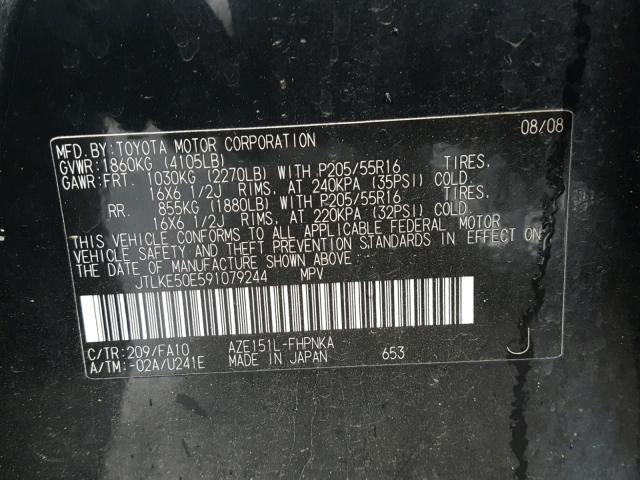 MFD.BY:TOYOTA MOTOR CORPORATION 08/08
GVWR:1860KG (4105LB)
GAWR:FRT. 1030KG (2270LB) WITH P205/55R16 TIRES,
16X6 1/2J RIMS, AT 240KPA (35PSI) COLD.
RR. 855KG (1880LB) WITH P205/55R16 TIRES,
16X6 1/2J RIMS, AT 220KPA (32PSI) COLD.
THIS VEHICLE CONFORMS TO ALL APPLICABLE FEDERAL MOTOR
VEHICLE SAFETY AND THEFT PREVENTION STANDARDS IN EFFECT ON
THE DATE OF MANUFACTURE SHOWN ABOVE.
JTLKE50E591079244 MPV
C/TR:209/FA10 AZE151L-FHPNKA
A/TM:-02A/U241E MADE IN JAPAN 653 J